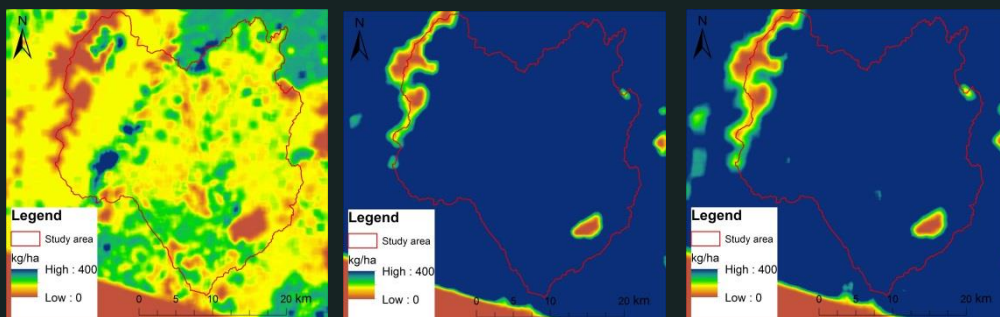 N
Legend
Study area
kg/ha
High : 400
Low : 0
0 5 10 20 km
N
Legend
Study area
kg/ha
High : 400
Low : 0
0 5 10 20 km
N
Legend
Study area
kg/ha
High : 400
Low : 0
0 5 10 20 km